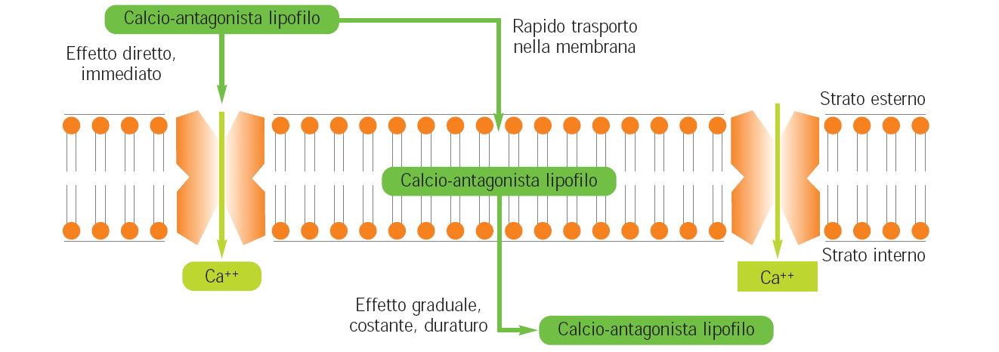 Calcio-antagonista lipofilo
Effetto diretto,
immediato
Rapido trasporto
nella membrana
Strato esterno
Calcio-antagonista lipofilo
Strato interno
Ca++
Ca++
Effetto graduale,
costante, duraturo
Calcio-antagonista lipofilo